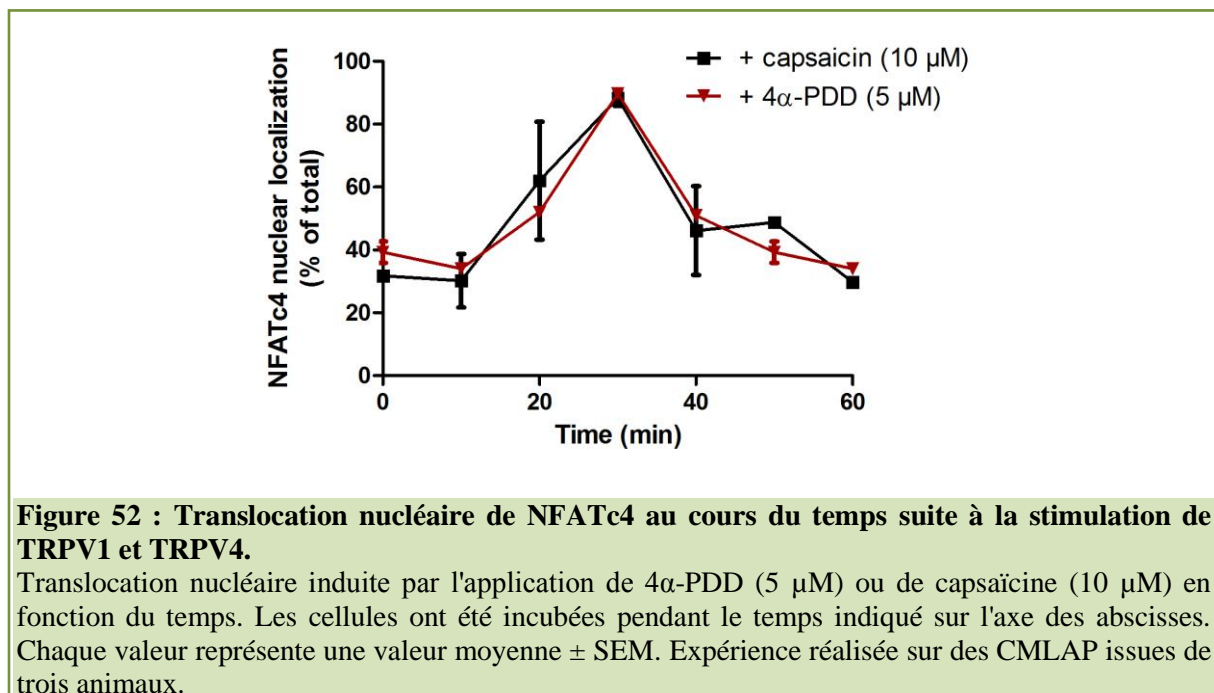 + capsaicin (10 µM)
+ 4α-PDD (5 µM)
NFATc4 nuclear localization
(% of total)
100
80
60
40
20
0
0
20
40
60
Time (min)
Figure 52 : Translocation nucléaire de NFATc4 au cours du temps suite à la stimulation de
TRPV1 et TRPV4.
Translocation nucléaire induite par l'application de 4α-PDD (5 µM) ou de capsaïcine (10 µM) en
fonction du temps. Les cellules ont été incubées pendant le temps indiqué sur l'axe des abscisses.
Chaque valeur représente une valeur moyenne ± SEM. Expérience réalisée sur des CMLAP issues de
trois animaux.